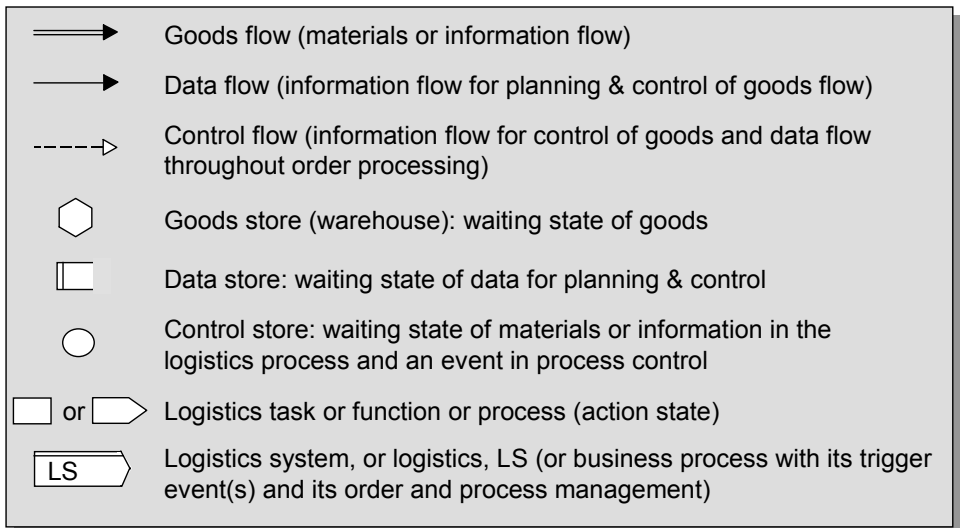 Goods flow (materials or information flow)
Data flow (information flow for planning & control of goods flow)
Control flow (information flow for control of goods and data flow
throughout order processing)
Goods store (warehouse): waiting state of goods
Data store: waiting state of data for planning & control
Control store: waiting state of materials or information in the
logistics process and an event in process control
or Logistics task or function or process (action state)
LS Logistics system, or logistics, LS (or business process with its trigger
event(s) and its order and process management)